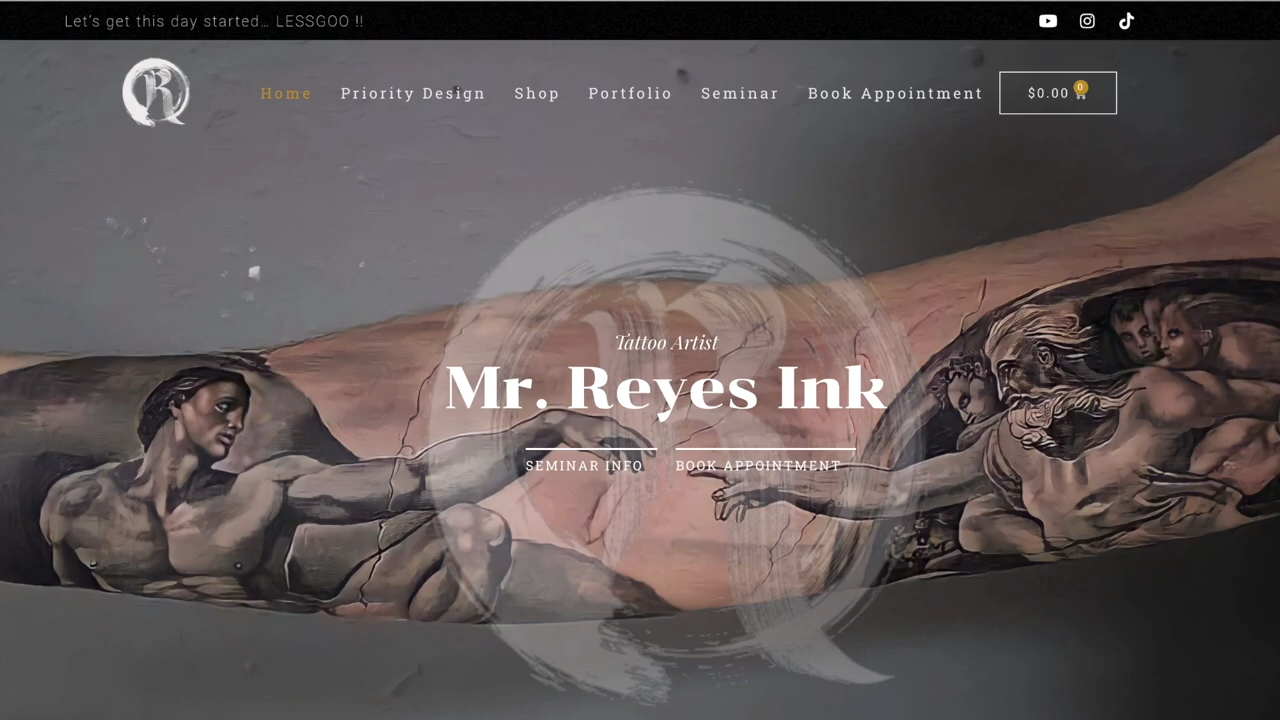 Let's get this day started... LESSGOO !!
R
Home Priority Design Shop Portfolio Seminar Book Appointment $0.00 0
R
Tattoo Artist
Mr. Reyes Ink
SEMINAR INFO BOOK APPOINTMENT